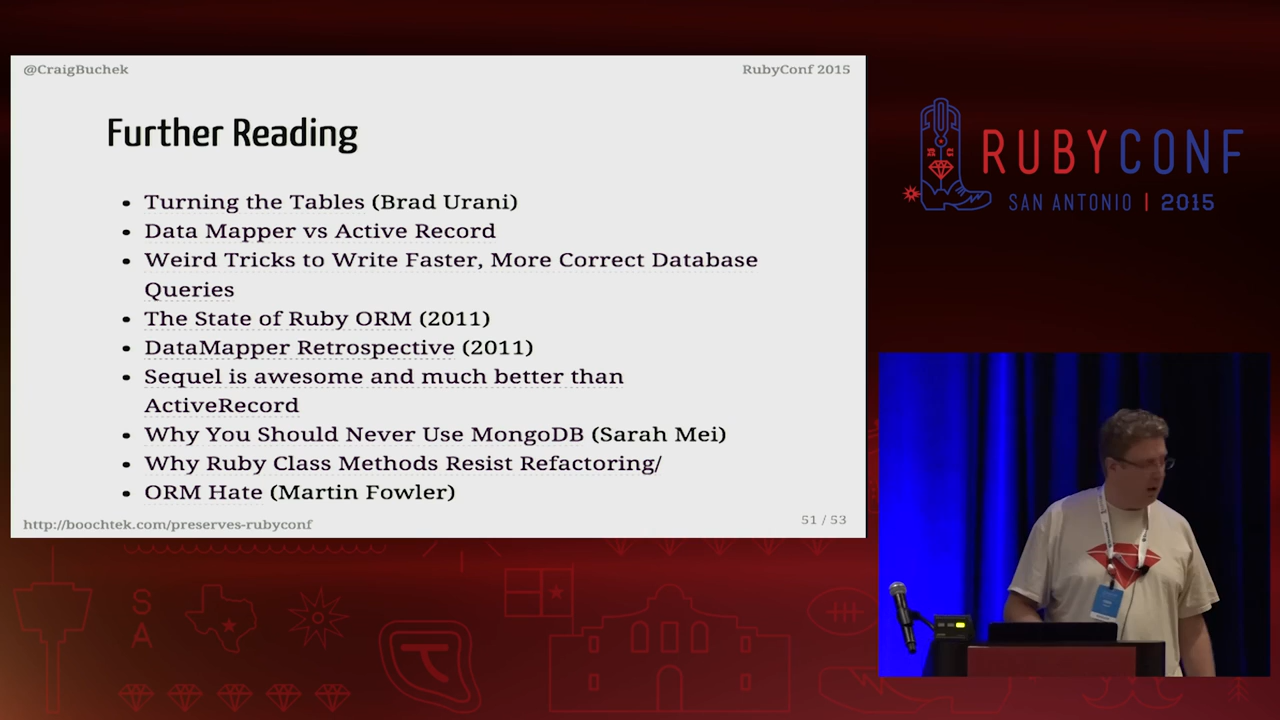 @CraigBuchek
RubyConf 2015
Further Reading
• Turning the Tables (Brad Urani)
• Data Mapper vs Active Record
• Weird Tricks to Write Faster, More Correct Database
Queries
• The State of Ruby ORM (2011)
• DataMapper Retrospective (2011)
• Sequel is awesome and much better than
ActiveRecord
• Why You Should Never Use MongoDB (Sarah Mei)
• Why Ruby Class Methods Resist Refactoring/
• ORM Hate (Martin Fowler)
http://boochtek.com/preserves-rubyconf
51 / 53
RUBYCONF
SAN ANTONIO | 2015
S
A